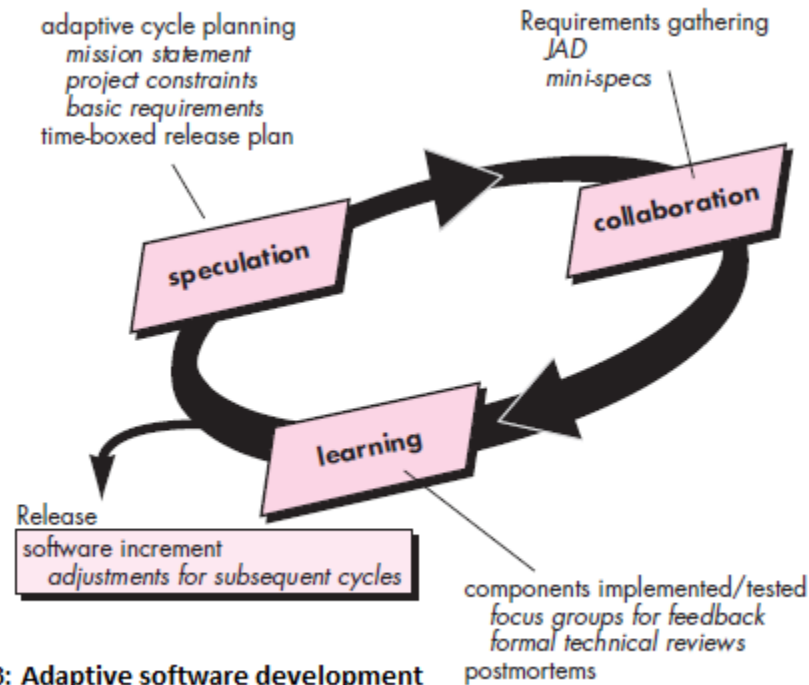 adaptive cycle planning
mission statement
project constraints
basic requirements
time-boxed release plan
Requirements gathering
JAD
mini-specs
speculation
collaboration
learning
Release
software increment
adjustments for subsequent cycles
components implemented/tested
focus groups for feedback
formal technical reviews
postmortems
: Adaptive software development